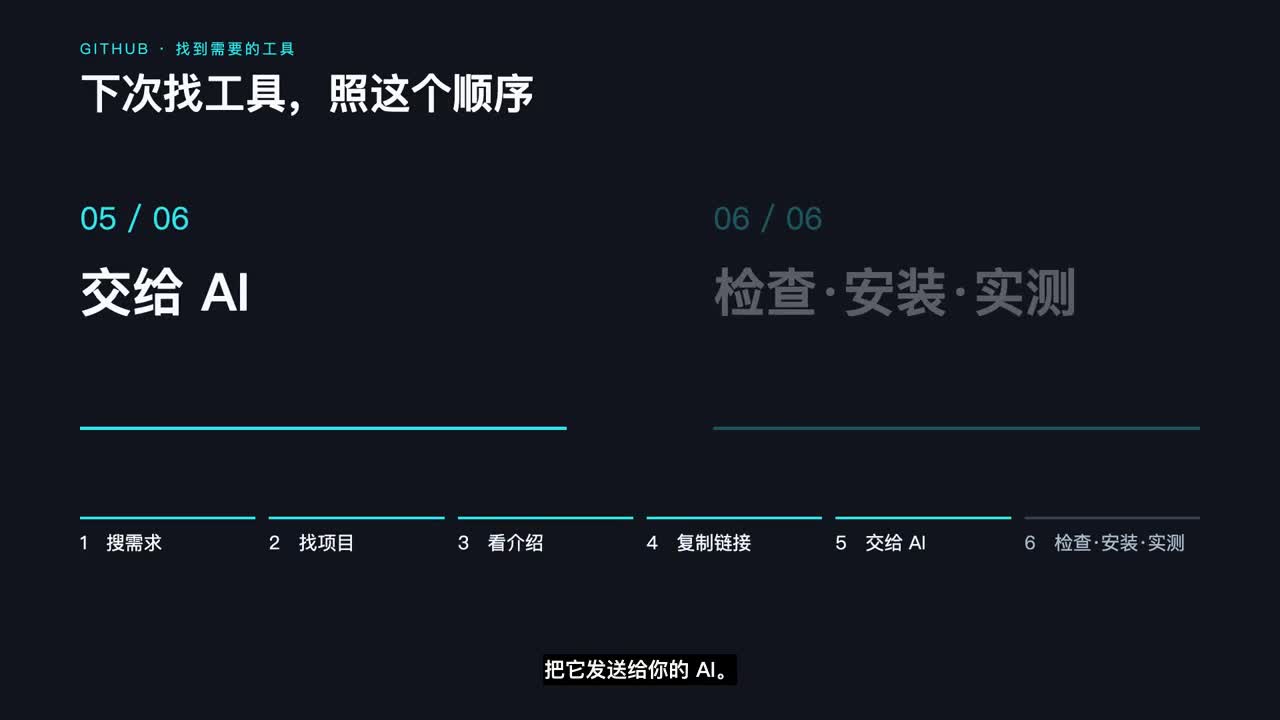 GITHUB · 找到需要的工具
下次找工具，照这个顺序
05 / 06
交给 AI
06 / 06
检查·安装·实测
1 搜需求
2 找项目
3 看介绍
4 复制链接
5 交给 AI
6 检查·安装·实测
把它发送给你的 AI。